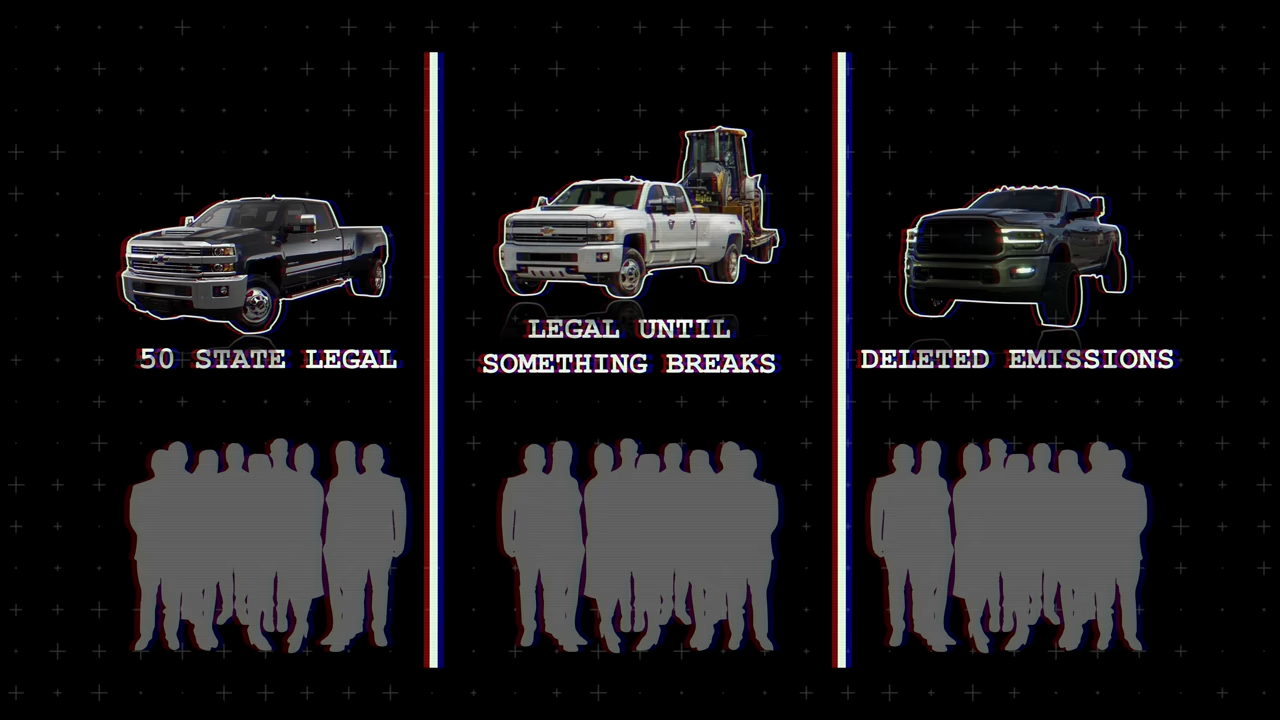 50 STATE LEGAL
LEGAL UNTIL
SOMETHING BREAKS
DELETED EMISSIONS